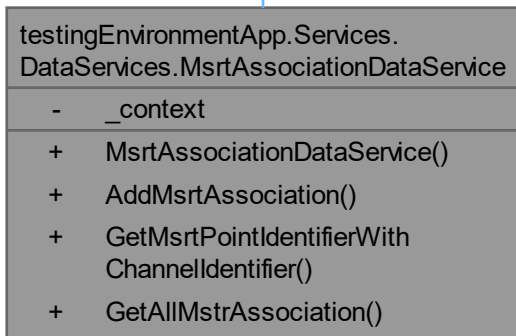 testingEnvironmentApp.Services.
DataServices.MsrtAssociationDataService
- _context
+ MsrtAssociationDataService()
+ AddMsrtAssociation()
+ GetMsrtPointIdentifierWith
ChannelIdentifier()
+ GetAllMstrAssociation()